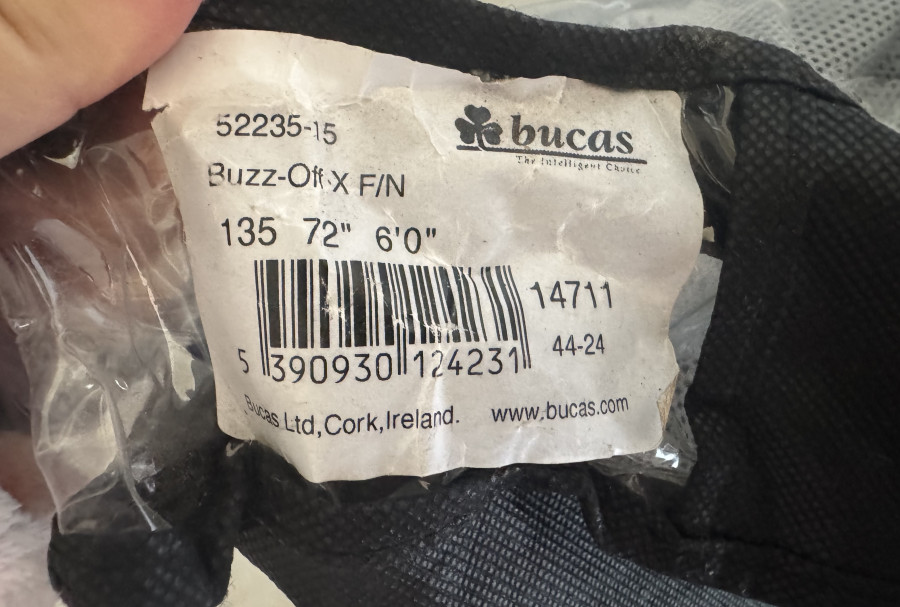 52235-15
bucas
The Intelligent Choice
Buzz-Off X F/N
135 72" 6'0"
14711
44-24
5 390930 124231
Bucas Ltd,Cork,Ireland. www.bucas.com